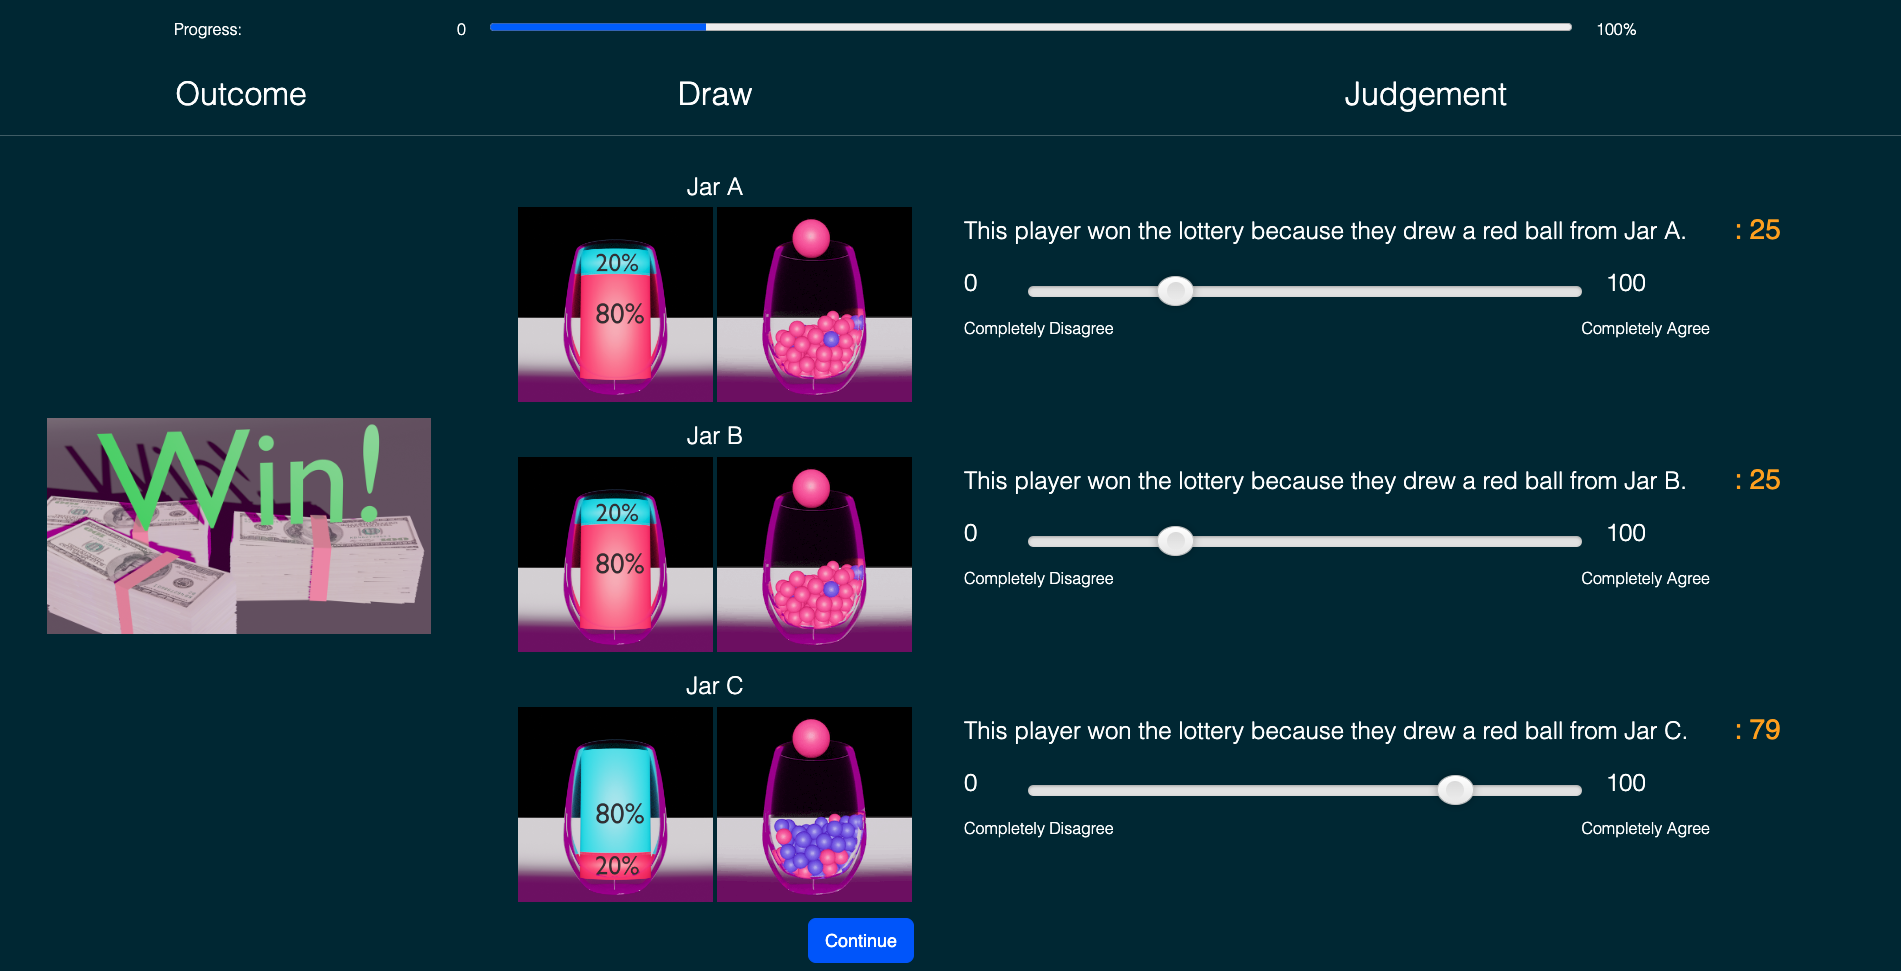 Progress:
0
100%
Outcome
Draw
Judgement
Jar A
20%
80%
This player won the lottery because they drew a red ball from Jar A.
: 25
0
100
Completely Disagree
Completely Agree
Win!
Jar B
20%
80%
This player won the lottery because they drew a red ball from Jar B.
: 25
0
100
Completely Disagree
Completely Agree
Jar C
80%
20%
This player won the lottery because they drew a red ball from Jar C.
: 79
0
100
Completely Disagree
Completely Agree
Continue